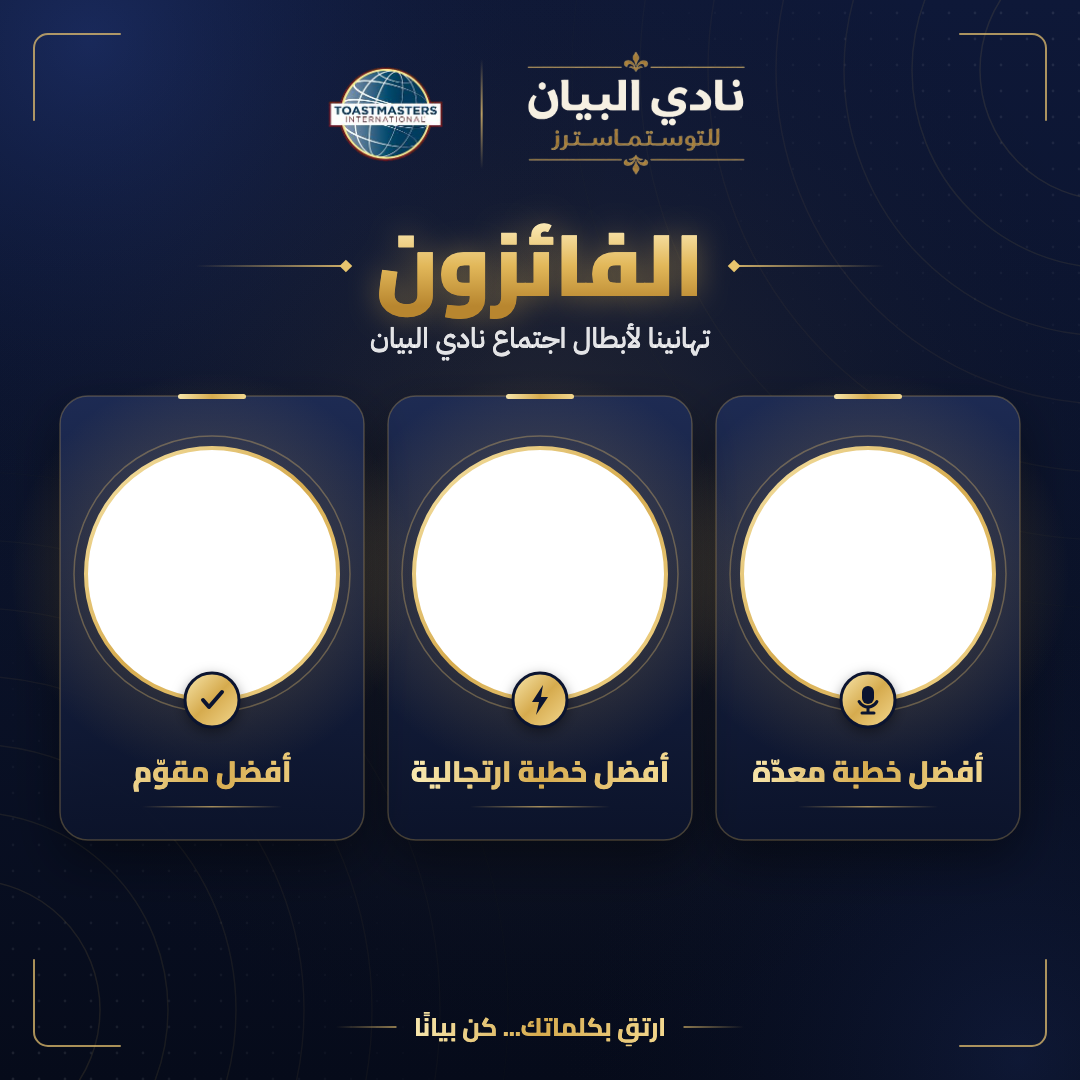 نادي البيان
للتوستماسترز
TOASTMASTERS
INTERNATIONAL
الفائزون
تهانينا لأبطال اجتماع نادي البيان
أفضل خطبة معدّة
أفضل خطبة ارتجالية
أفضل مقوّم
ارتقِ بكلماتك... كن بيانًا